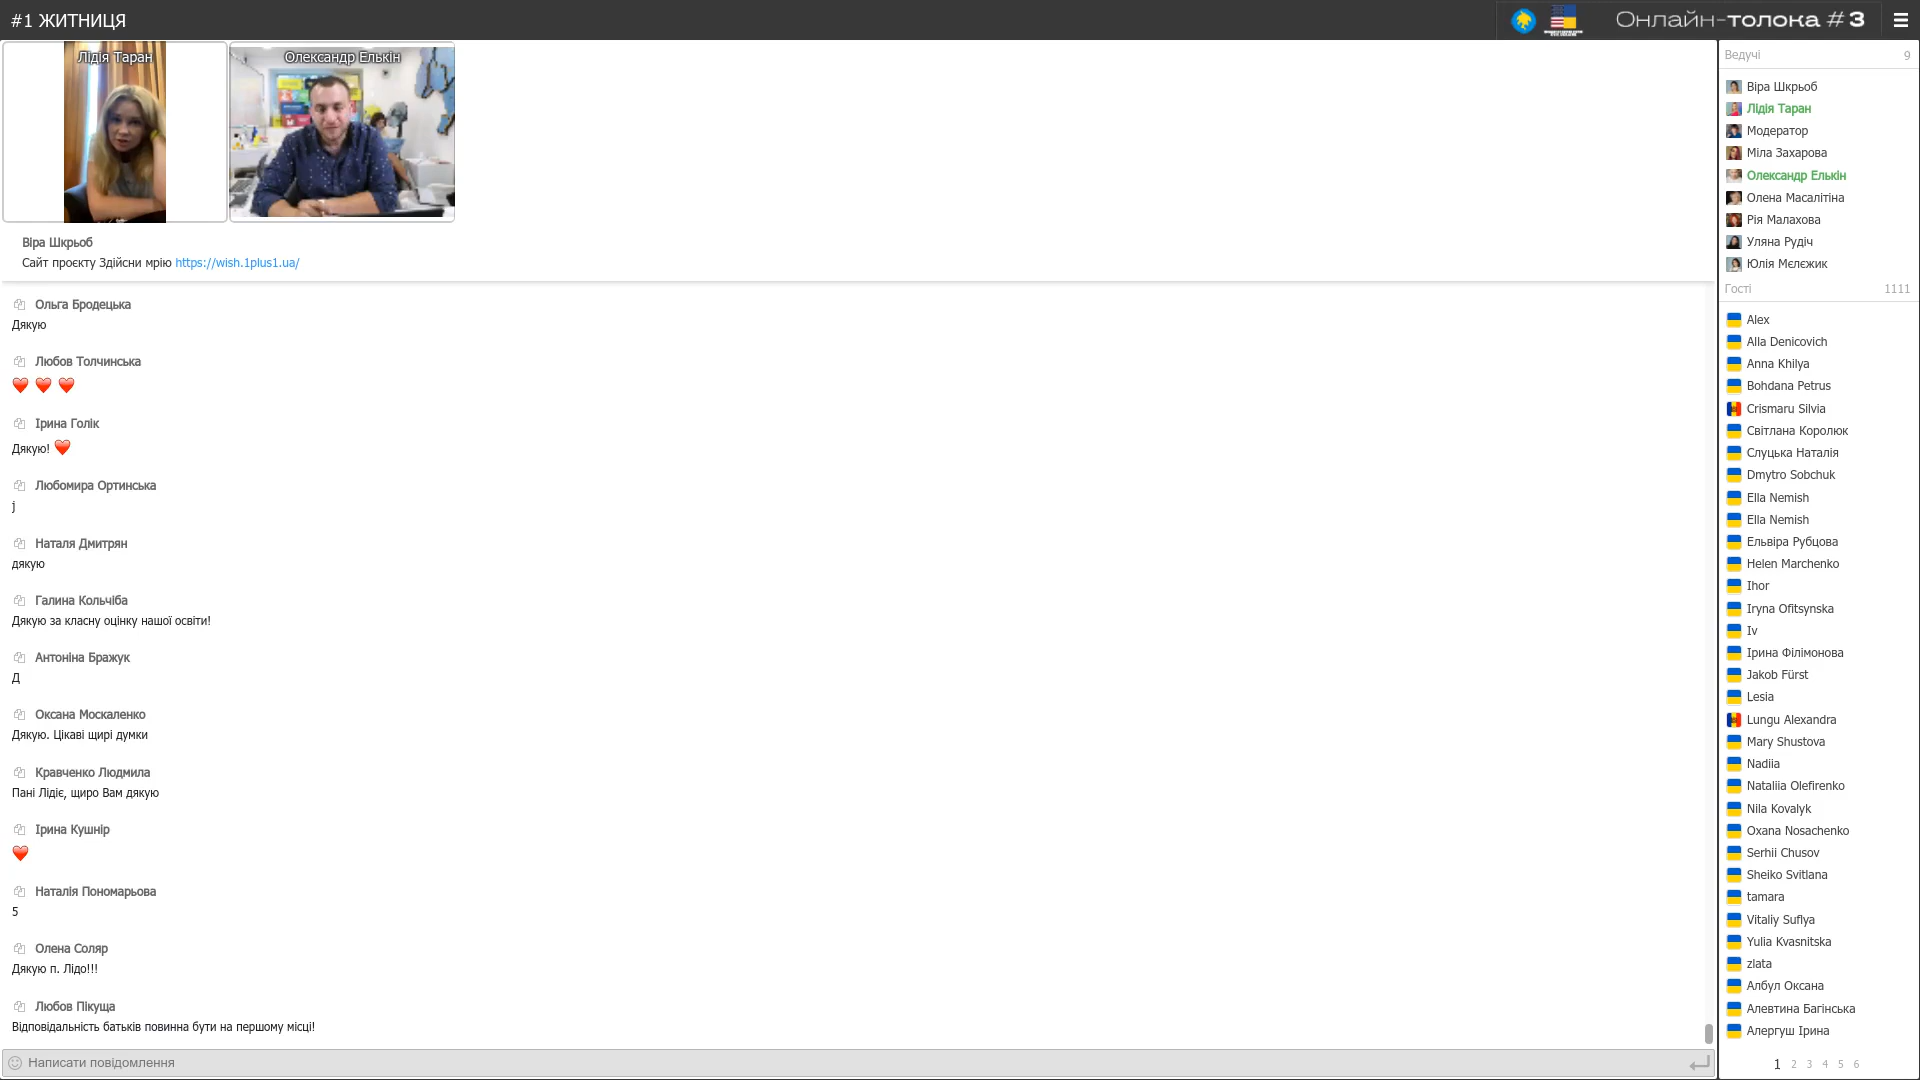 #1 ЖИТНИЦЯ
Онлайн-толока #3
Лідія Таран
Олександр Елькін
Віра Шкрьоб
Сайт проєкту Здійсни мрію https://wish.1plus1.ua/
Ольга Бродецька
Дякую
Любов Толчинська
Ірина Голік
Дякую!
Любомира Ортинська
j
Наталя Дмитрян
дякую
Галина Кольчіба
Дякую за класну оцінку нашої освіти!
Антоніна Бражук
Д
Оксана Москаленко
Дякую. Цікаві щирі думки
Кравченко Людмила
Пані Лідіє, щиро Вам дякую
Ірина Кушнір
Наталія Пономарьова
5
Олена Соляр
Дякую п. Лідо!!!
Любов Пікуща
Відповідальність батьків повинна бути на першому місці!
Написати повідомлення
Ведучі 9
Віра Шкрьоб
Лідія Таран
Модератор
Міла Захарова
Олександр Елькін
Олена Масалітіна
Рія Малахова
Уляна Рудіч
Юлія Мєлєжик
Гості 1111
Alex
Alla Denicovich
Anna Khilya
Bohdana Petrus
Crismaru Silvia
Світлана Королюк
Слуцька Наталія
Dmytro Sobchuk
Ella Nemish
Ella Nemish
Ельвіра Рубцова
Helen Marchenko
Ihor
Iryna Ofitsynska
Iv
Ірина Філімонова
Jakob Fürst
Lesia
Lungu Alexandra
Mary Shustova
Nadiia
Nataliia Olefirenko
Nila Kovalyk
Oxana Nosachenko
Serhii Chusov
Sheiko Svitlana
tamara
Vitaliy Suflya
Yulia Kvasnitska
zlata
Албул Оксана
Алевтина Багінська
Алергуш Ірина
1 2 3 4 5 6